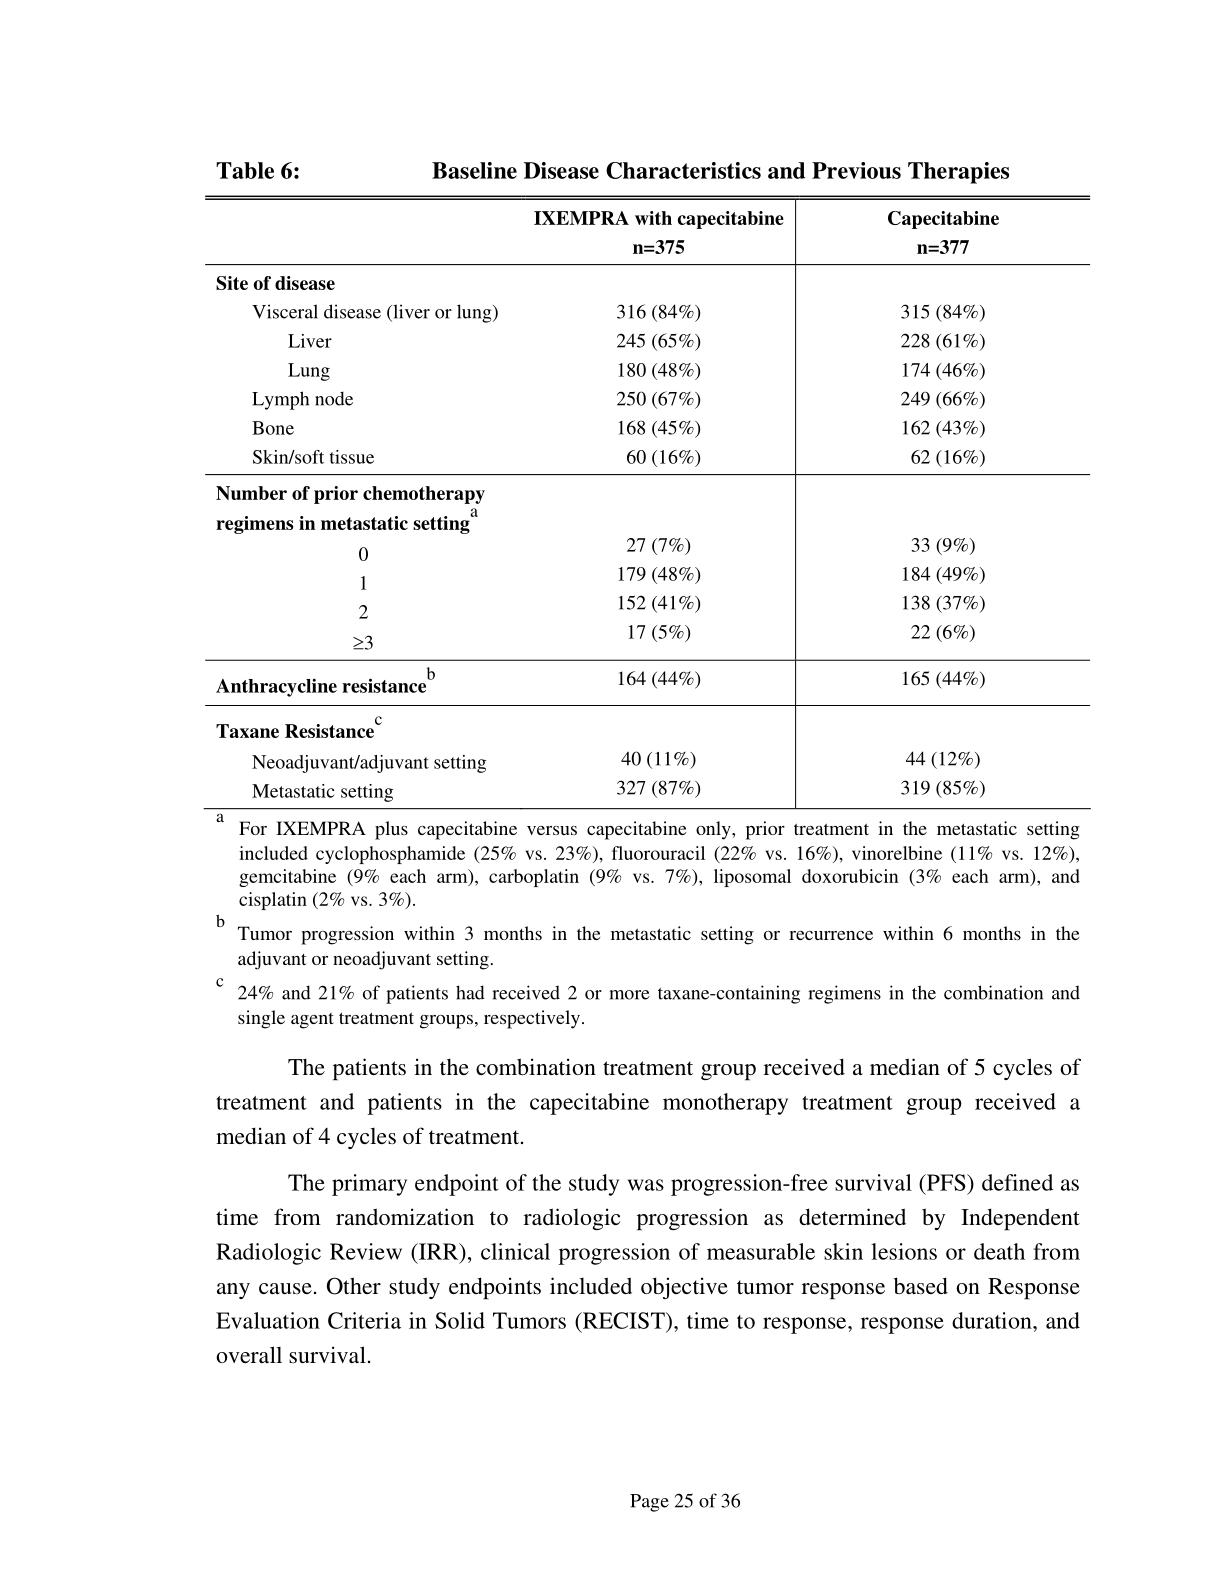 Table 6: Baseline Disease Characteristics and Previous Therapies
IXEMPRA with capecitabine Capecitabine
n=375 n=377
Site of disease
Visceral disease (liver or lung) 316 (84%) 315 (84%)
Liver 245 (65%) 228 (61%)
Lung 180 (48%) 174 (46%)
Lymph node 250 (67%) 249 (66%)
Bone 168 (45%) 162 (43%)
Skin/soft tissue 60 (16%) 62 (16%)
Number of prior chemotherapy
regimens in metastatic setting a
0 27 (7%) 33 (9%)
1 179 (48%) 184 (49%)
2 152 (41%) 138 (37%)
≥3 17 (5%) 22 (6%)
Anthracycline resistance b 164 (44%) 165 (44%)
Taxane Resistance c
Neoadjuvant/adjuvant setting 40 (11%) 44 (12%)
Metastatic setting 327 (87%) 319 (85%)
a For IXEMPRA plus capecitabine versus capecitabine only, prior treatment in the metastatic setting
included cyclophosphamide (25% vs. 23%), fluorouracil (22% vs. 16%), vinorelbine (11% vs. 12%),
gemcitabine (9% each arm), carboplatin (9% vs. 7%), liposomal doxorubicin (3% each arm), and
cisplatin (2% vs. 3%).
b Tumor progression within 3 months in the metastatic setting or recurrence within 6 months in the
adjuvant or neoadjuvant setting.
c 24% and 21% of patients had received 2 or more taxane-containing regimens in the combination and
single agent treatment groups, respectively.
The patients in the combination treatment group received a median of 5 cycles of
treatment and patients in the capecitabine monotherapy treatment group received a
median of 4 cycles of treatment.
The primary endpoint of the study was progression-free survival (PFS) defined as
time from randomization to radiologic progression as determined by Independent
Radiologic Review (IRR), clinical progression of measurable skin lesions or death from
any cause. Other study endpoints included objective tumor response based on Response
Evaluation Criteria in Solid Tumors (RECIST), time to response, response duration, and
overall survival.
Page 25 of 36